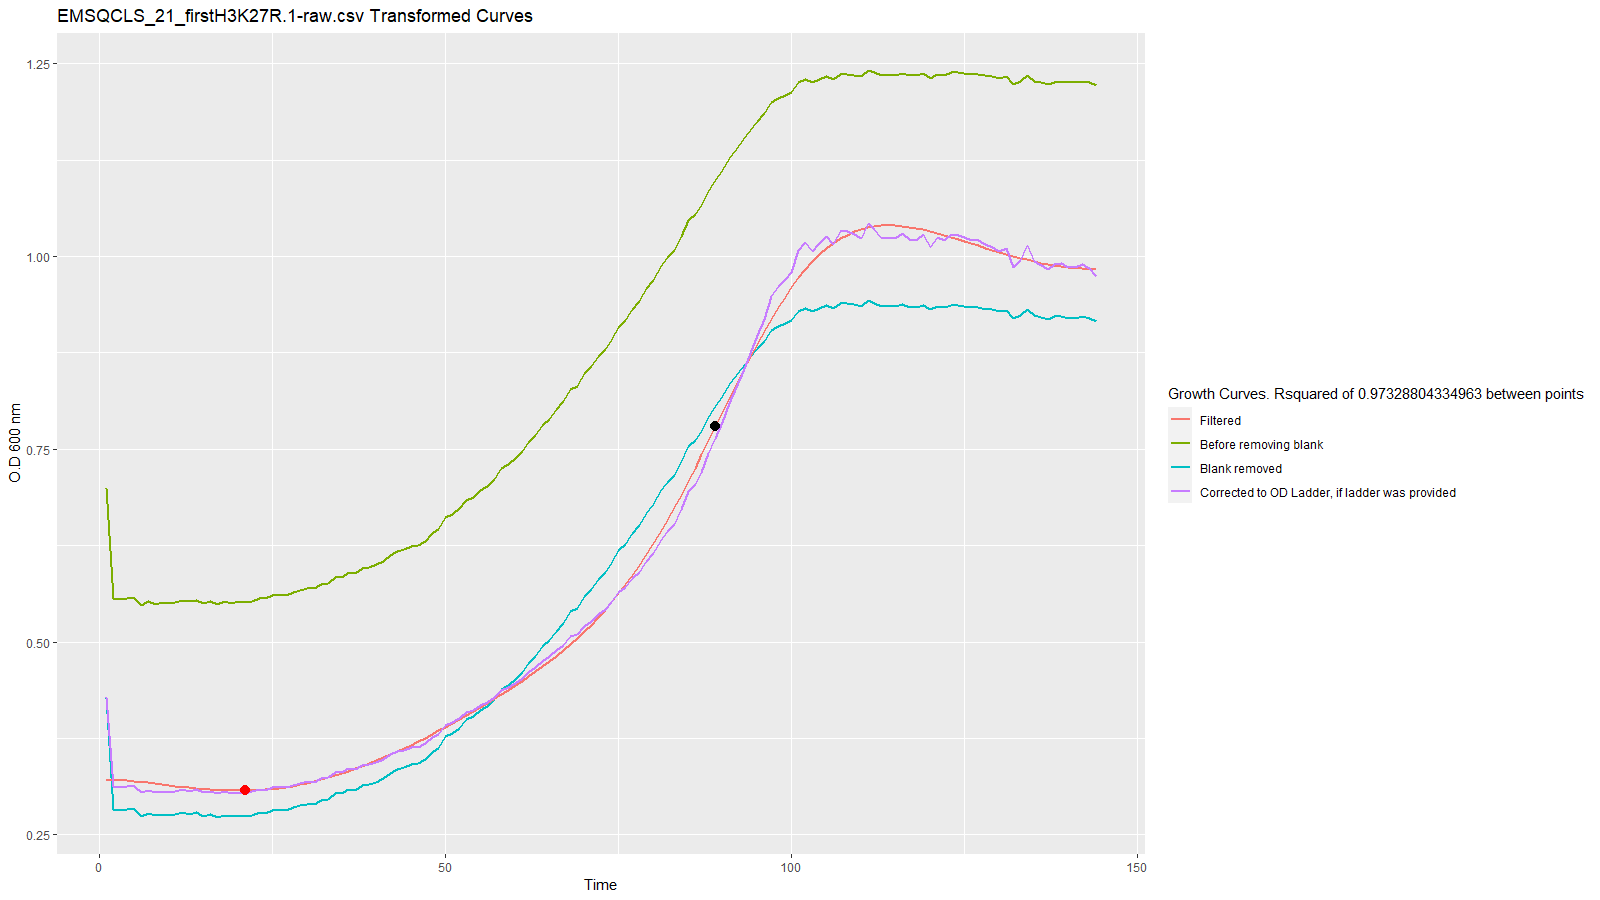 EMSQCLS_21_firstH3K27R.1-raw.csv Transformed Curves
1.25
1.00
0.75
0.50
0.25
O.D 600 nm
0
50
100
150
Time
Growth Curves. Rsquared of 0.97328804334963 between points
Filtered
Before removing blank
Blank removed
Corrected to OD Ladder, if ladder was provided